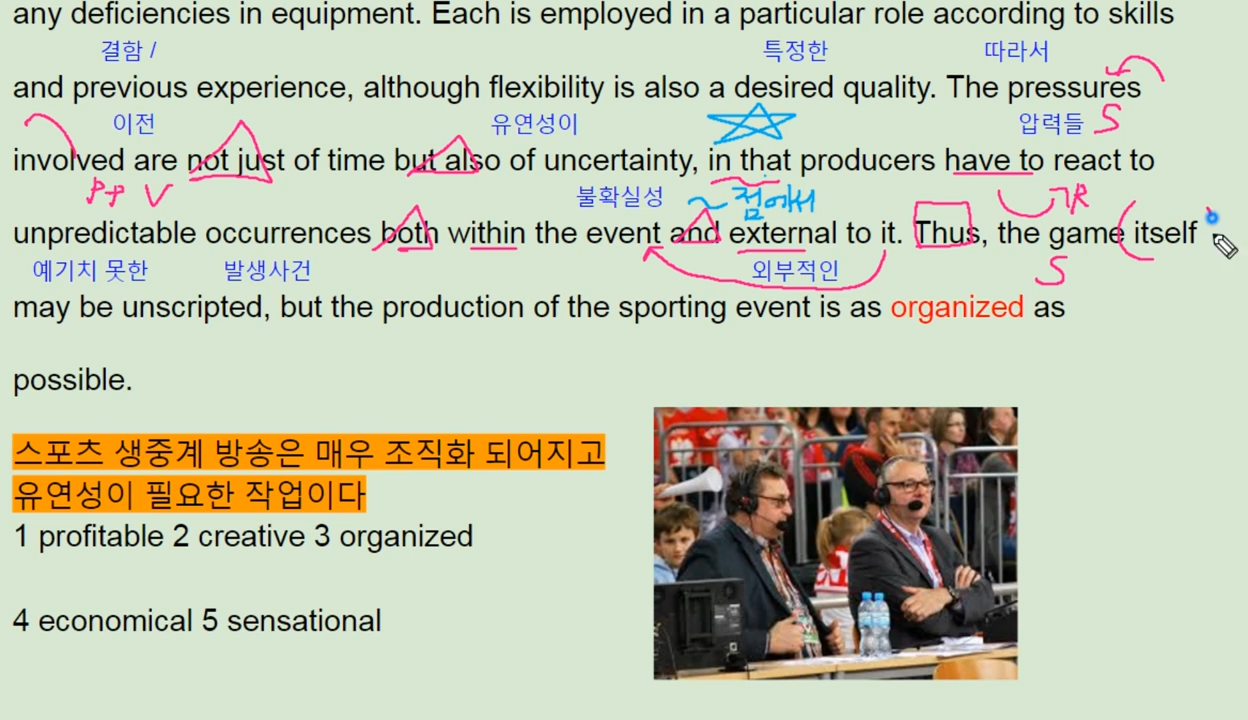 any deficiencies in equipment. Each is employed in a particular role according to skills
결함 / 특정한 따라서
and previous experience, although flexibility is also a desired quality. The pressures
이전 유연성이 압력들 S
involved are not just of time but also of uncertainty, in that producers have to react to
pp V 불확실성 ~점에서 R
unpredictable occurrences both within the event and external to it. Thus, the game itself
예기치 못한 발생사건 외부적인 S
may be unscripted, but the production of the sporting event is as organized as
possible.
스포츠 생중계 방송은 매우 조직화 되어지고
유연성이 필요한 작업이다
1 profitable 2 creative 3 organized
4 economical 5 sensational